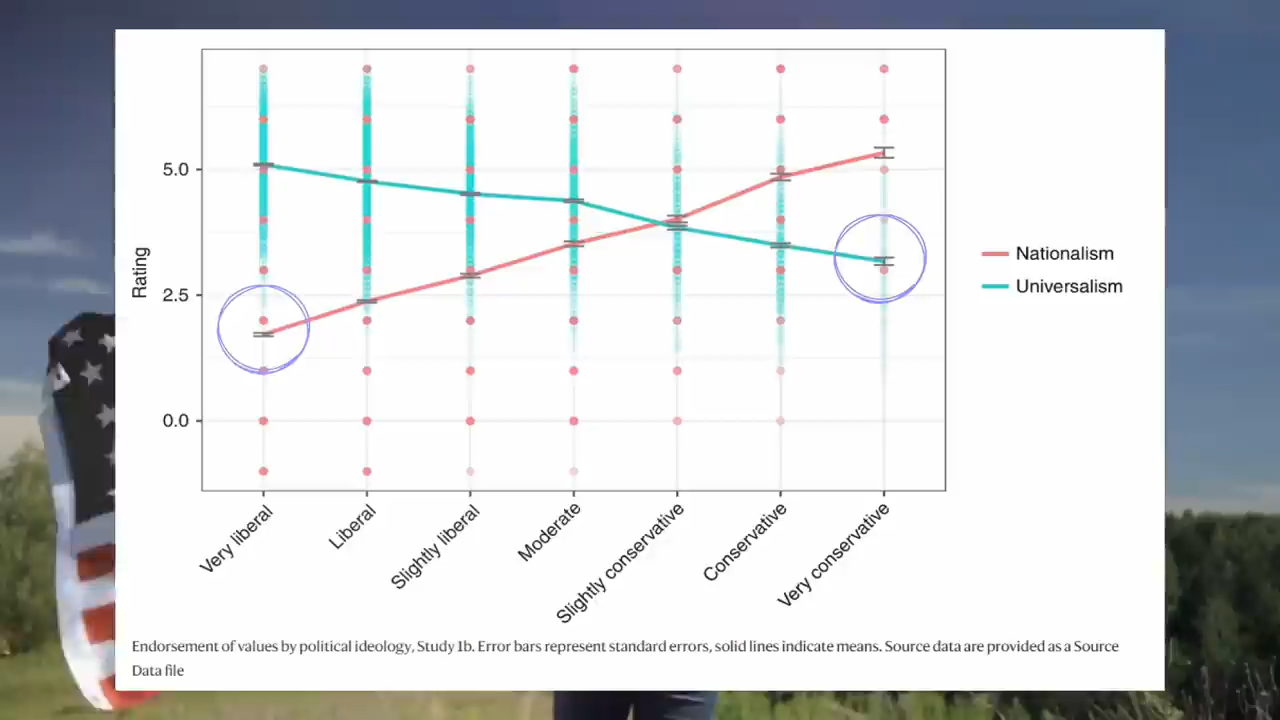 5.0
2.5
0.0
Rating
Nationalism
Universalism
Very liberal
Liberal
Slightly liberal
Moderate
Slightly conservative
Conservative
Very conservative
Endorsement of values by political ideology, Study 1b. Error bars represent standard errors, solid lines indicate means. Source data are provided as a Source
Data file